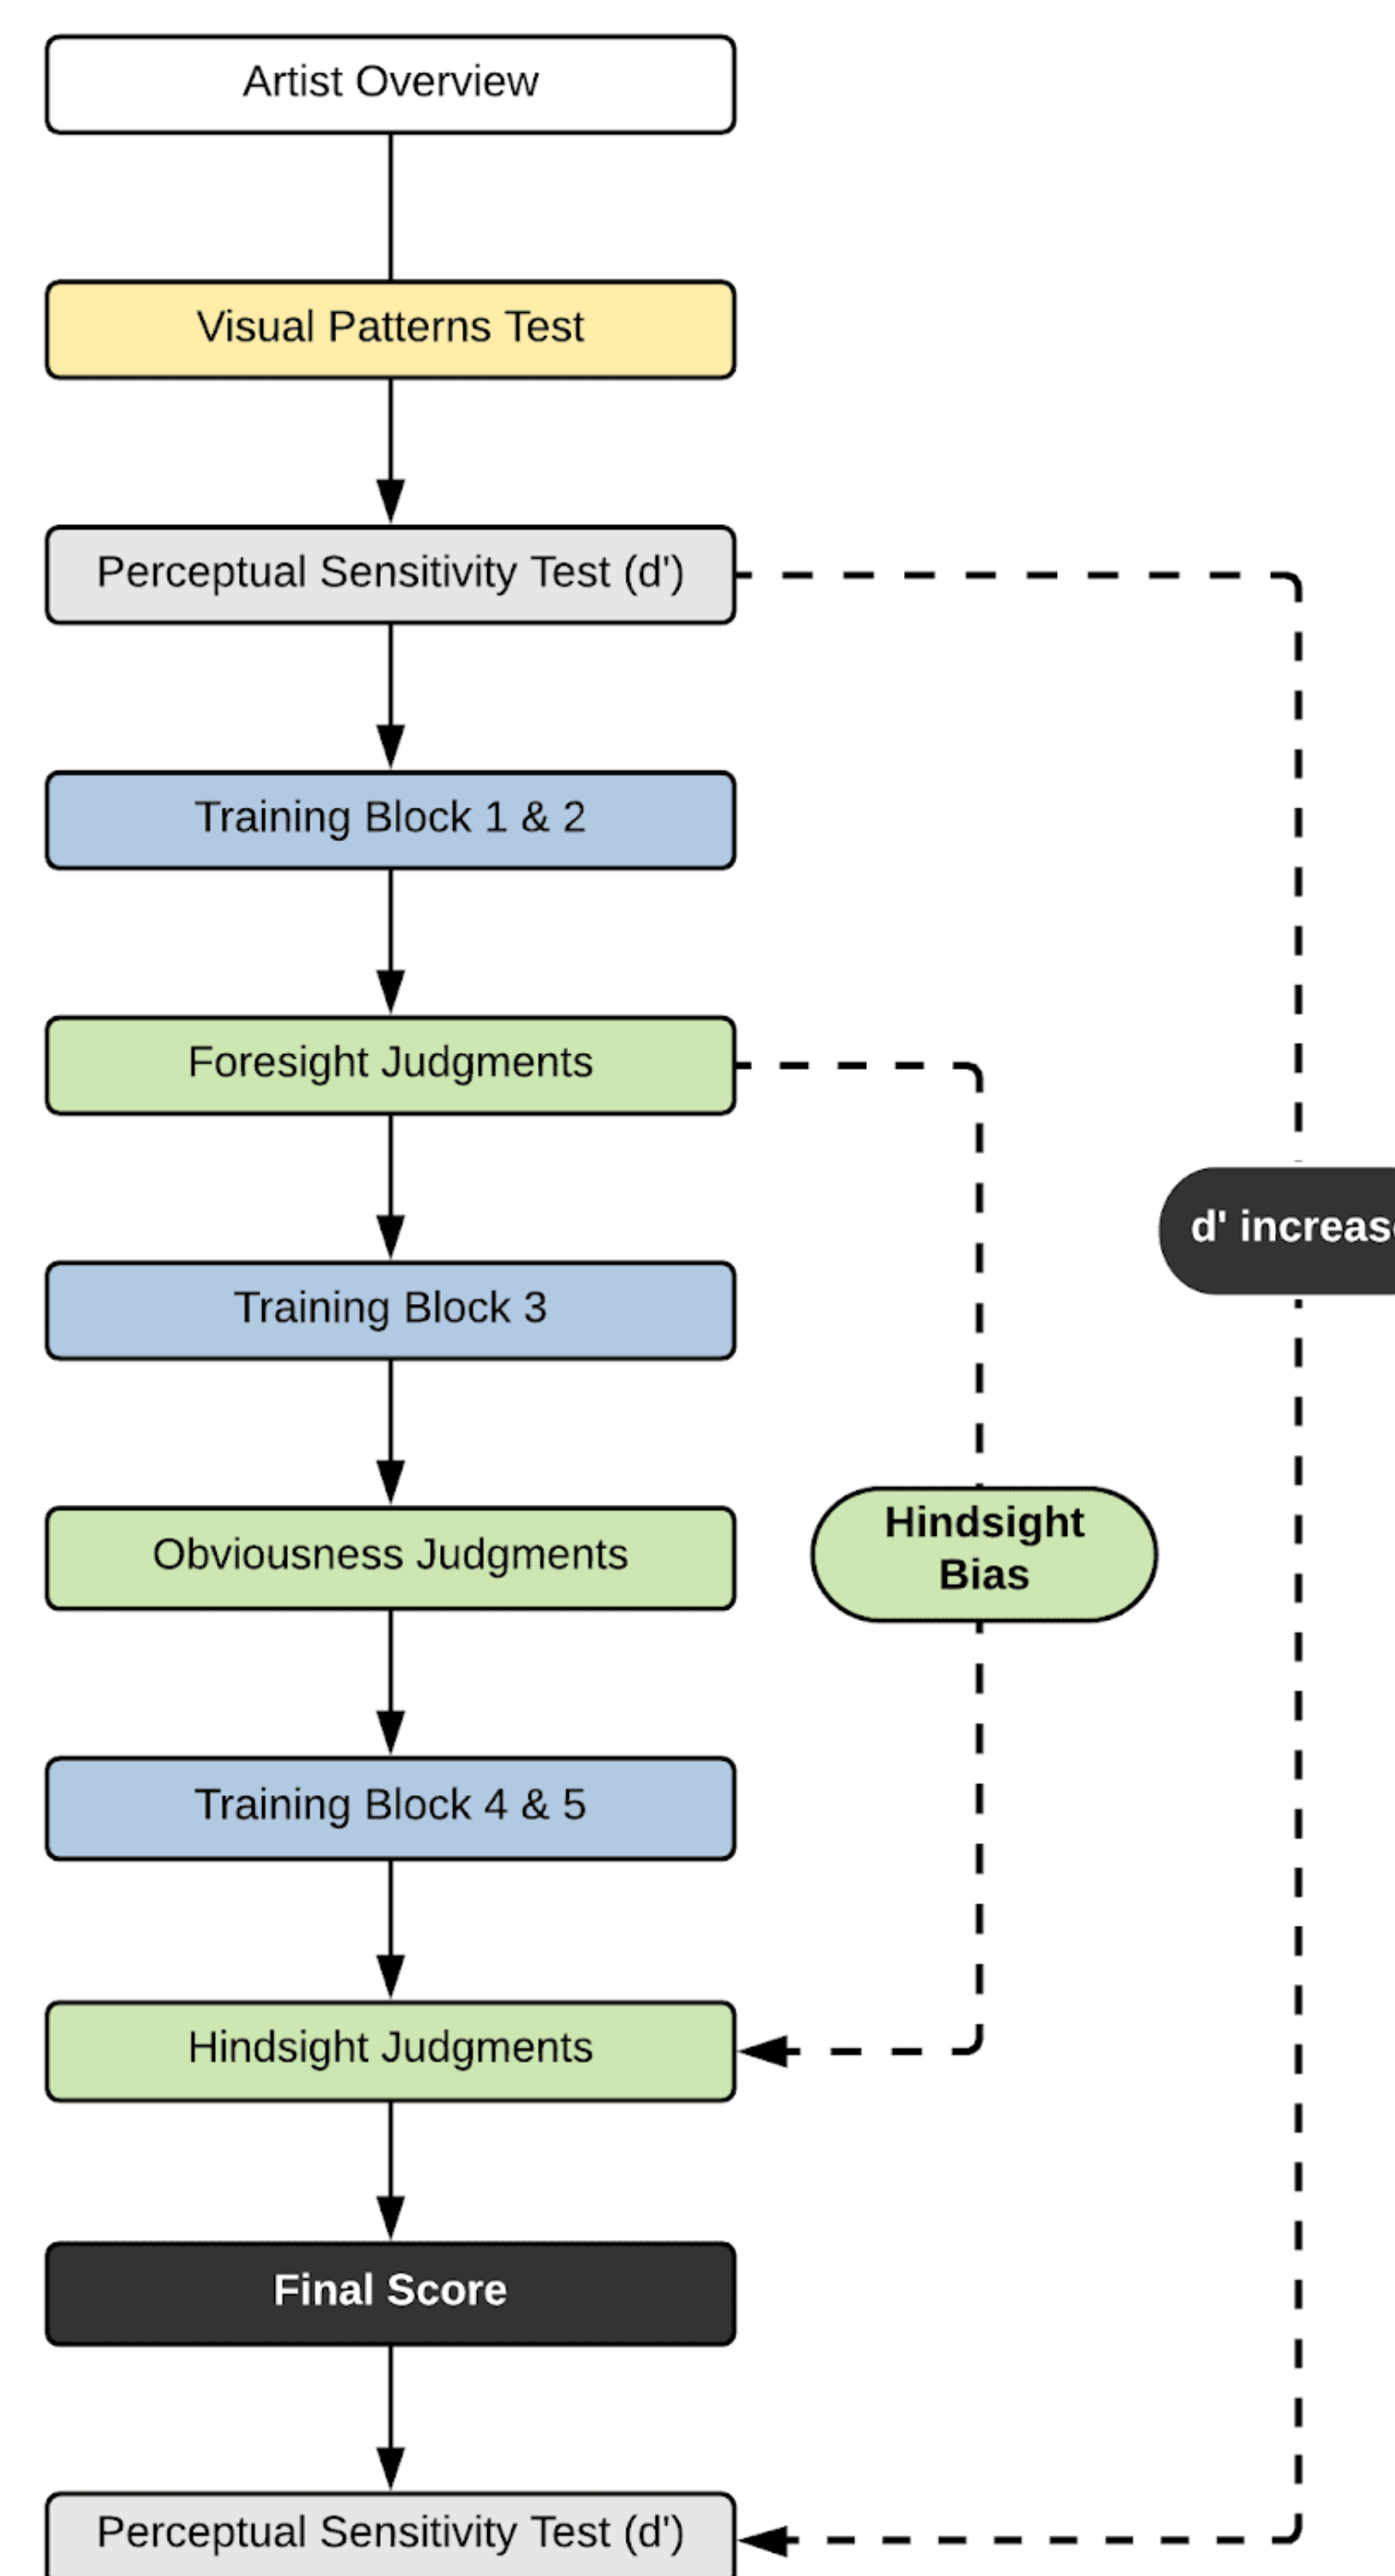 Artist Overview
Visual Patterns Test
Perceptual Sensitivity Test (d')
Training Block 1 & 2
Foresight Judgments
d' increas
Training Block 3
Hindsight
Bias
Obviousness Judgments
Training Block 4 & 5
Hindsight Judgments
Final Score
Perceptual Sensitivity Test (d')